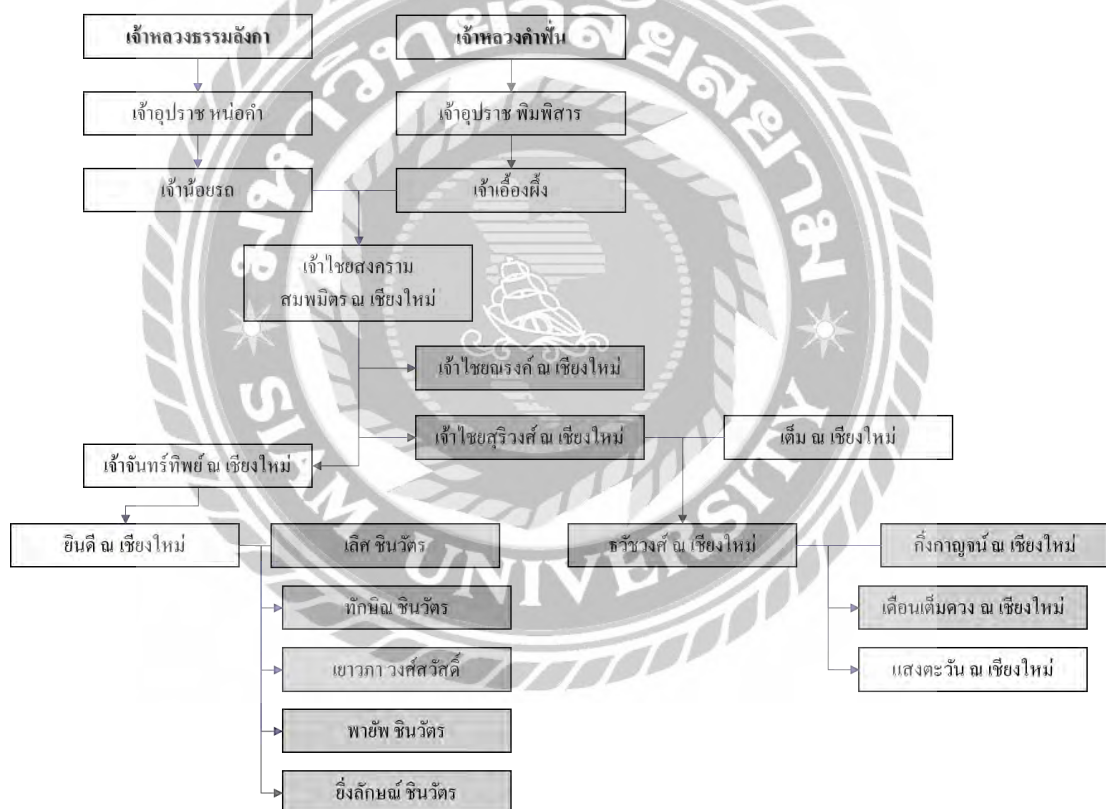 เจ้าหลวงธรรมลังกา
เจ้าหลวงคำฝั้น
เจ้าอุปราช หน่อคำ
เจ้าอุปราช พิมพิสาร
เจ้าน้อยรถ
เจ้าเอื้องผึ้ง
เจ้าไชยสงคราม
สมพมิตร ณ เชียงใหม่
เจ้าไชยณรงค์ ณ เชียงใหม่
เจ้าไชยสุริวงศ์ ณ เชียงใหม่
เต็ม ณ เชียงใหม่
เจ้าจันทร์ทิพย์ ณ เชียงใหม่
ยินดี ณ เชียงใหม่
เลิศ ชินวัตร
ธวัชวงศ์ ณ เชียงใหม่
กิ่งกาญจน์ ณ เชียงใหม่
ทักษิณ ชินวัตร
เดือนเต็มดวง ณ เชียงใหม่
เยาวภา วงศ์สวัสดิ์
แสงตะวัน ณ เชียงใหม่
พายัพ ชินวัตร
ยิ่งลักษณ์ ชินวัตร
มหาวิทยาลัยสยาม
SIAM UNIVERSITY